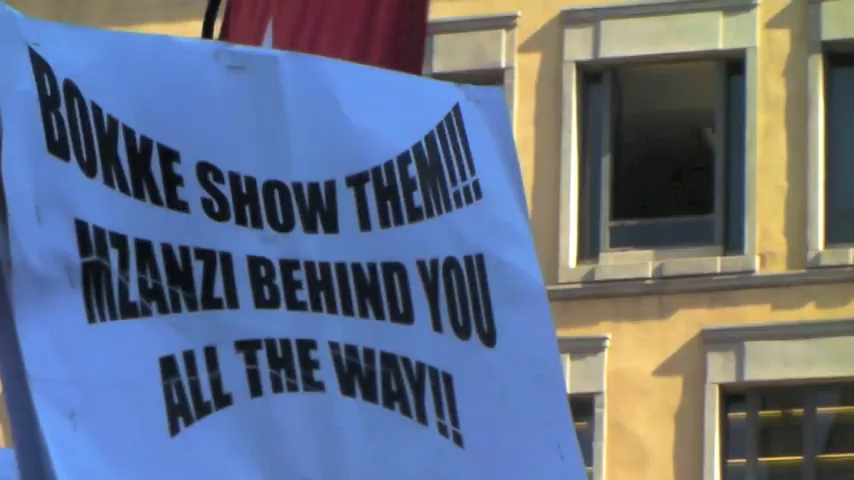 BOKKE SHOW THEM!!!
MZANZI BEHIND YOU
ALL THE WAY!!